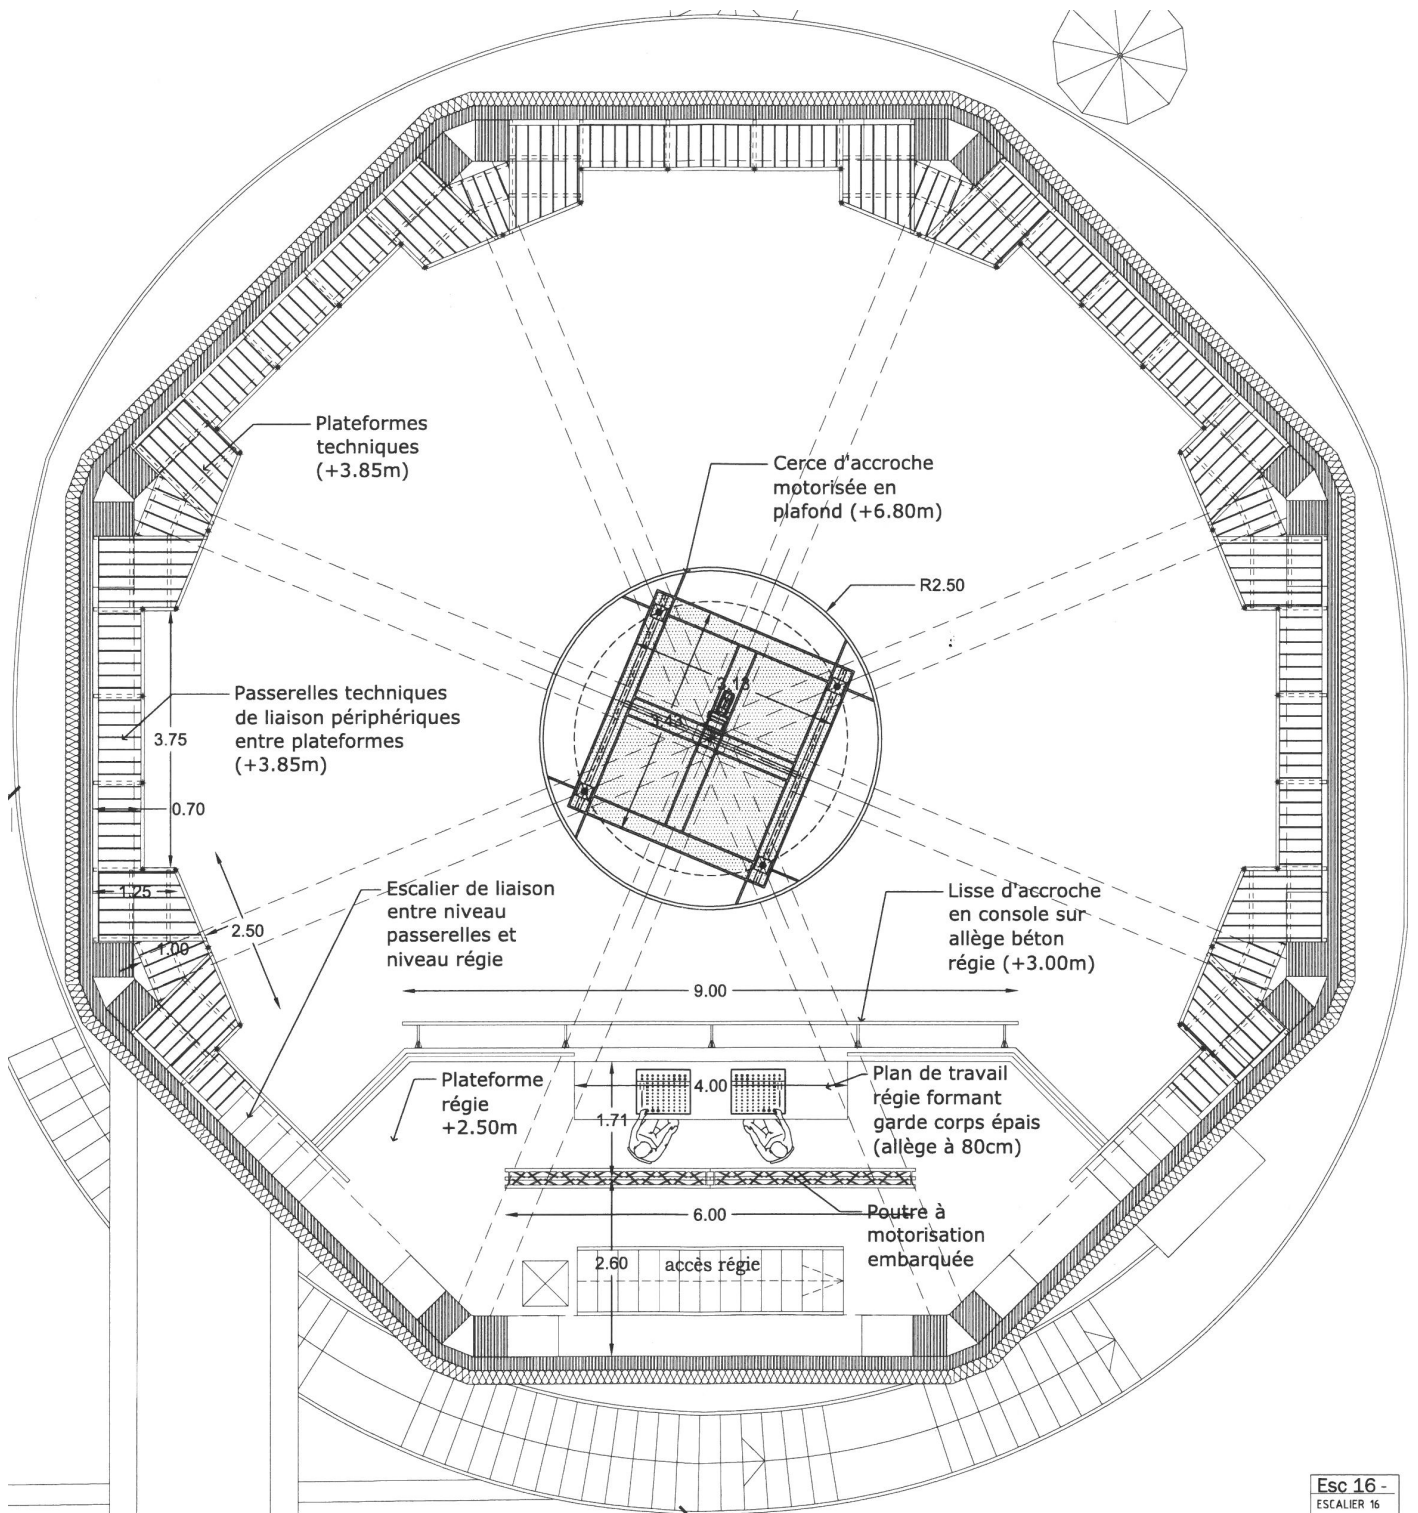 Plateformes
techniques
(+3.85m)
Cerce d'accroche
motorisée en
plafond (+6.80m)
R2.50
3.13
3.43
Passerelles techniques
de liaison périphériques
entre plateformes
(+3.85m)
3.75
0.70
1.25
1.00
2.50
Escalier de liaison
entre niveau
passerelles et
niveau régie
Lisse d'accroche
en console sur
allège béton
régie (+3.00m)
9.00
Plateforme
régie
+2.50m
4.00
1.71
Plan de travail
régie formant
garde corps épais
(allège à 80cm)
6.00
Poutre à
motorisation
embarquée
2.60
accès régie
Esc 16 -
ESCALIER 16